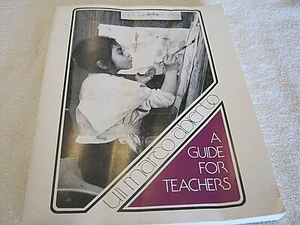 un marco abierto
A
GUIDE
FOR
TEACHERS